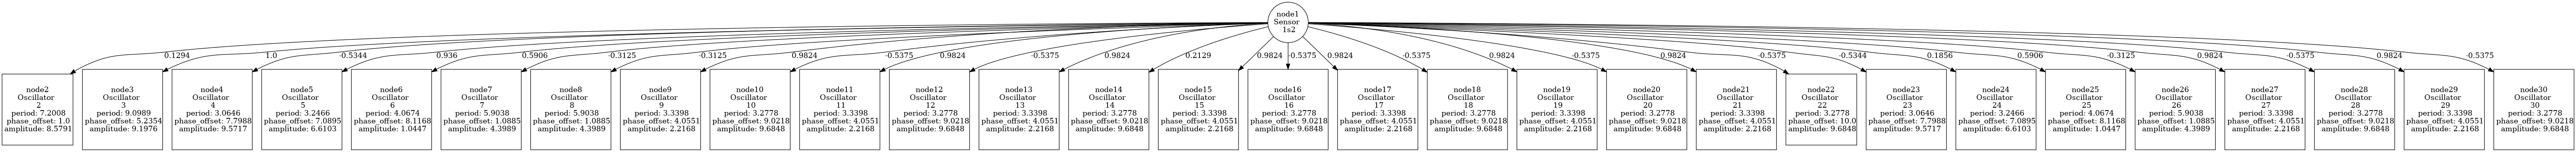 node1
Sensor
1s2
0.1294
1.0
-0.5344
0.936
0.5906
-0.3125
-0.3125
0.9824
-0.5375
0.9824
-0.5375
0.9824
0.2129
0.9824
-0.5375
0.9824
-0.5375
0.9824
-0.5375
0.9824
-0.5375
-0.5344
0.1856
0.5906
-0.3125
0.9824
-0.5375
0.9824
-0.5375
node2
Oscillator
2
period: 7.2008
phase_offset: 1.0
amplitude: 8.5791
node3
Oscillator
3
period: 9.0989
phase_offset: 5.2354
amplitude: 9.1976
node4
Oscillator
4
period: 3.0646
phase_offset: 7.7988
amplitude: 9.5717
node5
Oscillator
5
period: 3.2466
phase_offset: 7.0895
amplitude: 6.6103
node6
Oscillator
6
period: 4.0674
phase_offset: 8.1168
amplitude: 1.0447
node7
Oscillator
7
period: 5.9038
phase_offset: 1.0885
amplitude: 4.3989
node8
Oscillator
8
period: 5.9038
phase_offset: 1.0885
amplitude: 4.3989
node9
Oscillator
9
period: 3.3398
phase_offset: 4.0551
amplitude: 2.2168
node10
Oscillator
10
period: 3.2778
phase_offset: 9.0218
amplitude: 9.6848
node11
Oscillator
11
period: 3.3398
phase_offset: 4.0551
amplitude: 2.2168
node12
Oscillator
12
period: 3.2778
phase_offset: 9.0218
amplitude: 9.6848
node13
Oscillator
13
period: 3.3398
phase_offset: 4.0551
amplitude: 2.2168
node14
Oscillator
14
period: 3.2778
phase_offset: 9.0218
amplitude: 9.6848
node15
Oscillator
15
period: 3.3398
phase_offset: 4.0551
amplitude: 2.2168
node16
Oscillator
16
period: 3.2778
phase_offset: 9.0218
amplitude: 9.6848
node17
Oscillator
17
period: 3.3398
phase_offset: 4.0551
amplitude: 2.2168
node18
Oscillator
18
period: 3.2778
phase_offset: 9.0218
amplitude: 9.6848
node19
Oscillator
19
period: 3.3398
phase_offset: 4.0551
amplitude: 2.2168
node20
Oscillator
20
period: 3.2778
phase_offset: 9.0218
amplitude: 9.6848
node21
Oscillator
21
period: 3.3398
phase_offset: 4.0551
amplitude: 2.2168
node22
Oscillator
22
period: 3.2778
phase_offset: 10.0
amplitude: 9.6848
node23
Oscillator
23
period: 3.0646
phase_offset: 7.7988
amplitude: 9.5717
node24
Oscillator
24
period: 3.2466
phase_offset: 7.0895
amplitude: 6.6103
node25
Oscillator
25
period: 4.0674
phase_offset: 8.1168
amplitude: 1.0447
node26
Oscillator
26
period: 5.9038
phase_offset: 1.0885
amplitude: 4.3989
node27
Oscillator
27
period: 3.3398
phase_offset: 4.0551
amplitude: 2.2168
node28
Oscillator
28
period: 3.2778
phase_offset: 9.0218
amplitude: 9.6848
node29
Oscillator
29
period: 3.3398
phase_offset: 4.0551
amplitude: 2.2168
node30
Oscillator
30
period: 3.2778
phase_offset: 9.0218
amplitude: 9.6848